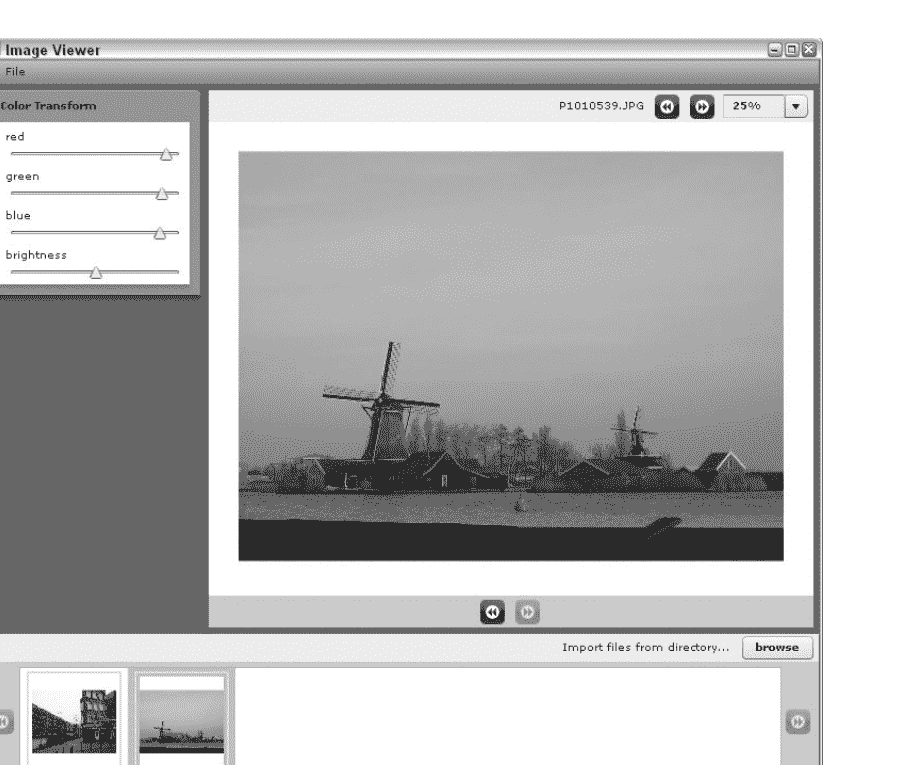 Image Viewer
File
Color Transform
P1010539.JPG
25%
red
green
blue
brightness
Import files from directory...
browse